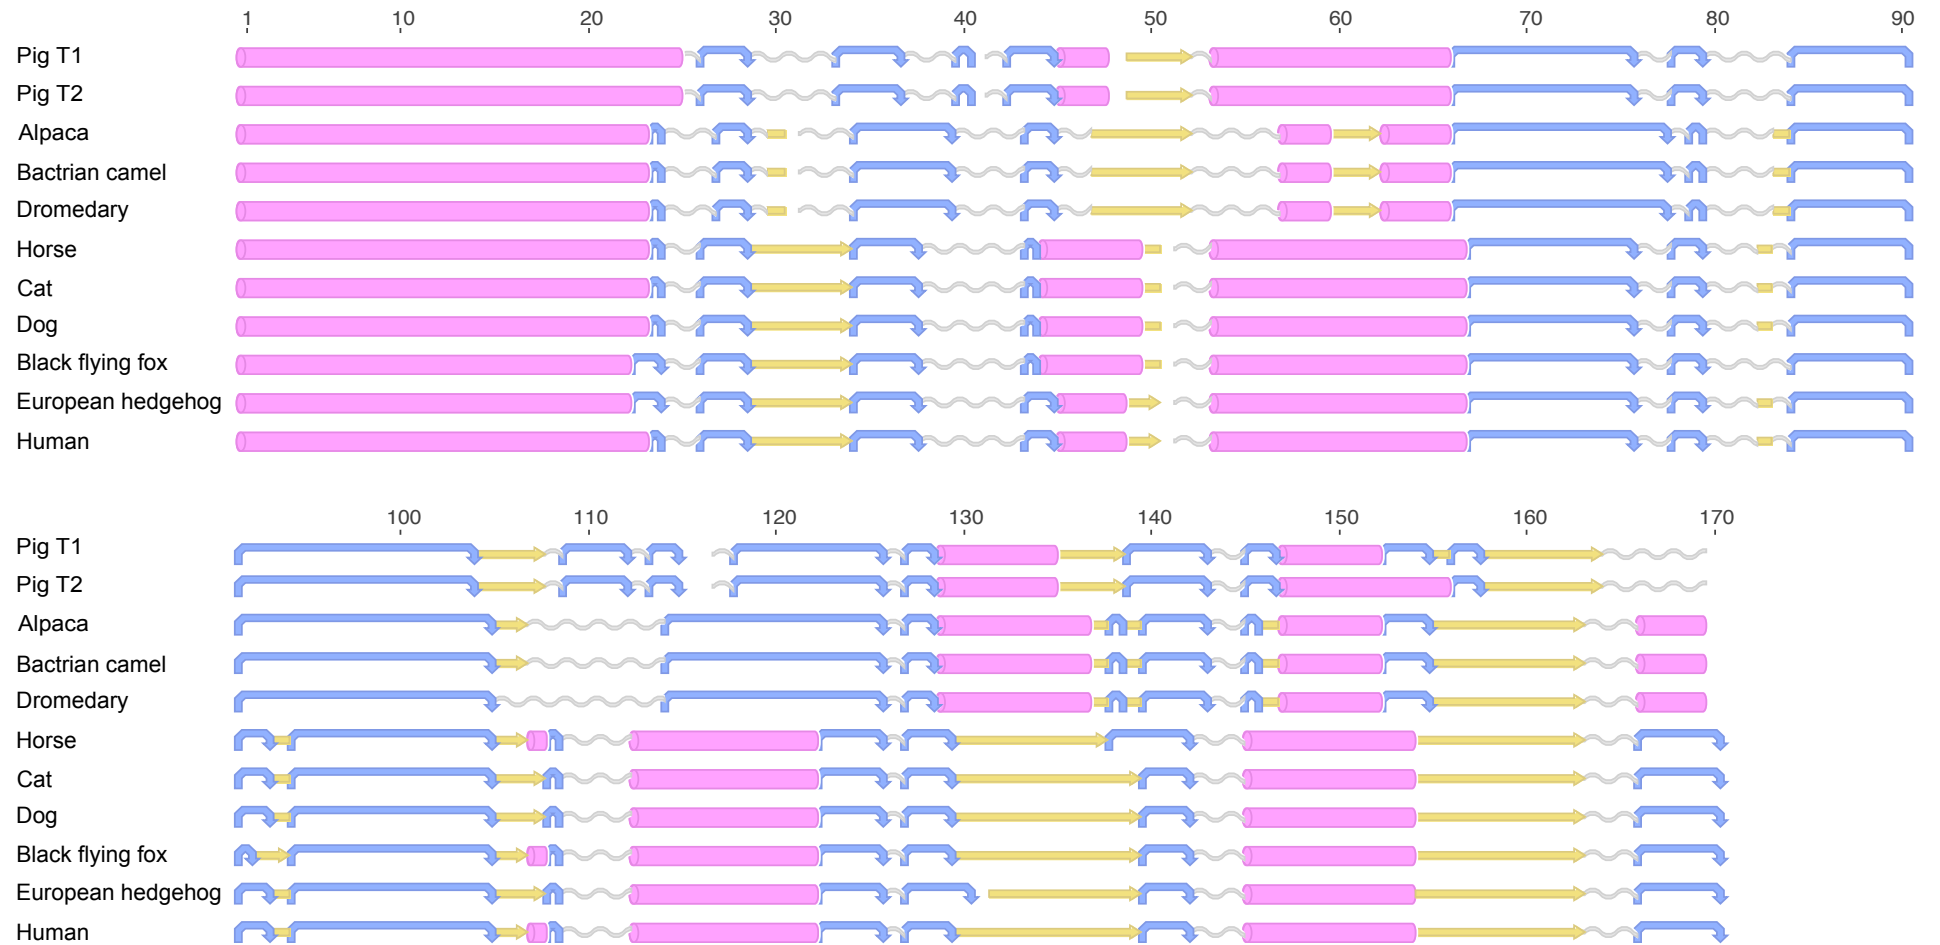 1 10 20 30 40 50 60 70 80 90
Pig T1
Pig T2
Alpaca
Bactrian camel
Dromedary
Horse
Cat
Dog
Black flying fox
European hedgehog
Human
100 110 120 130 140 150 160 170
Pig T1
Pig T2
Alpaca
Bactrian camel
Dromedary
Horse
Cat
Dog
Black flying fox
European hedgehog
Human